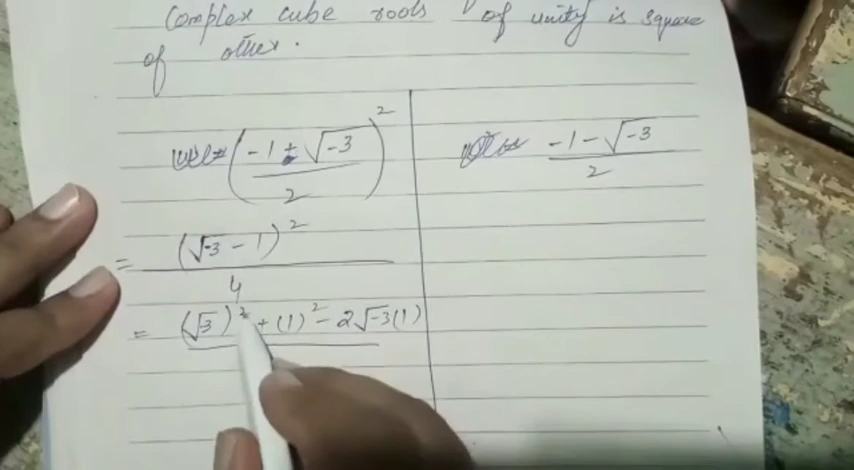 Complex cube roots of unity is square
of other.
(-1 + √-3 / 2)²
-1 - √-3 / 2
= (√-3 - 1)² / 4
= (√3)² + (1)² - 2√-3(1)